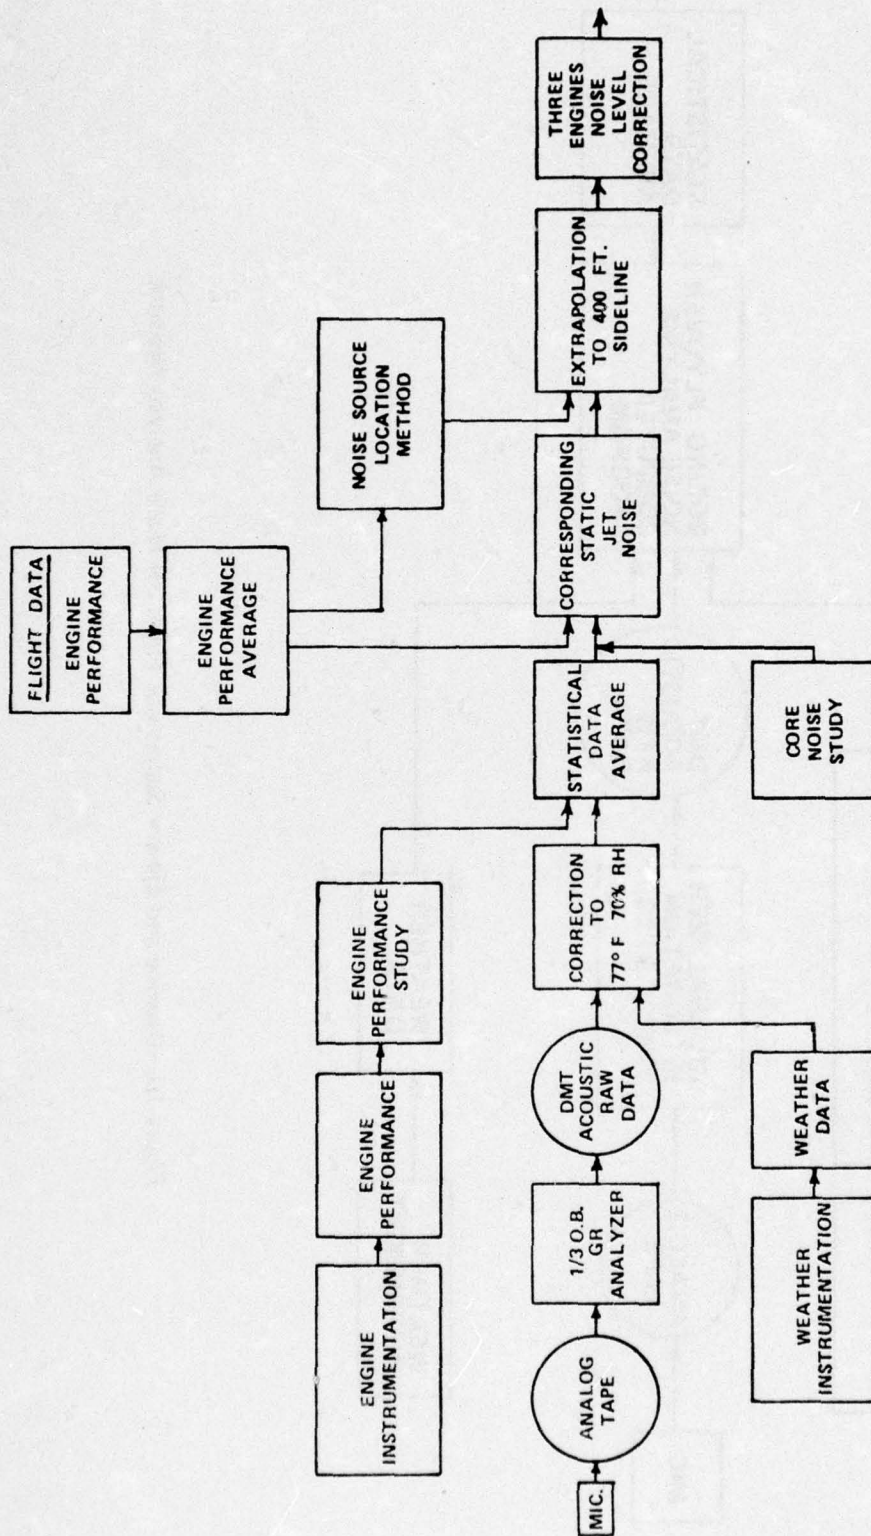 FLIGHT DATA
ENGINE
PERFORMANCE
ENGINE
PERFORMANCE
AVERAGE
ENGINE
INSTRUMENTATION
ENGINE
PERFORMANCE
ENGINE
PERFORMANCE
STUDY
NOISE SOURCE
LOCATION
METHOD
MIC.
ANALOG
TAPE
1/3 O.B.
GR
ANALYZER
DMT
ACOUSTIC
RAW
DATA
CORRECTION
TO
77° F 70% RH
STATISTICAL
DATA
AVERAGE
CORRESPONDING
STATIC
JET
NOISE
EXTRAPOLATION
TO 400 FT.
SIDELINE
THREE
ENGINES
NOISE
LEVEL
CORRECTION
WEATHER
INSTRUMENTATION
WEATHER
DATA
CORE
NOISE
STUDY